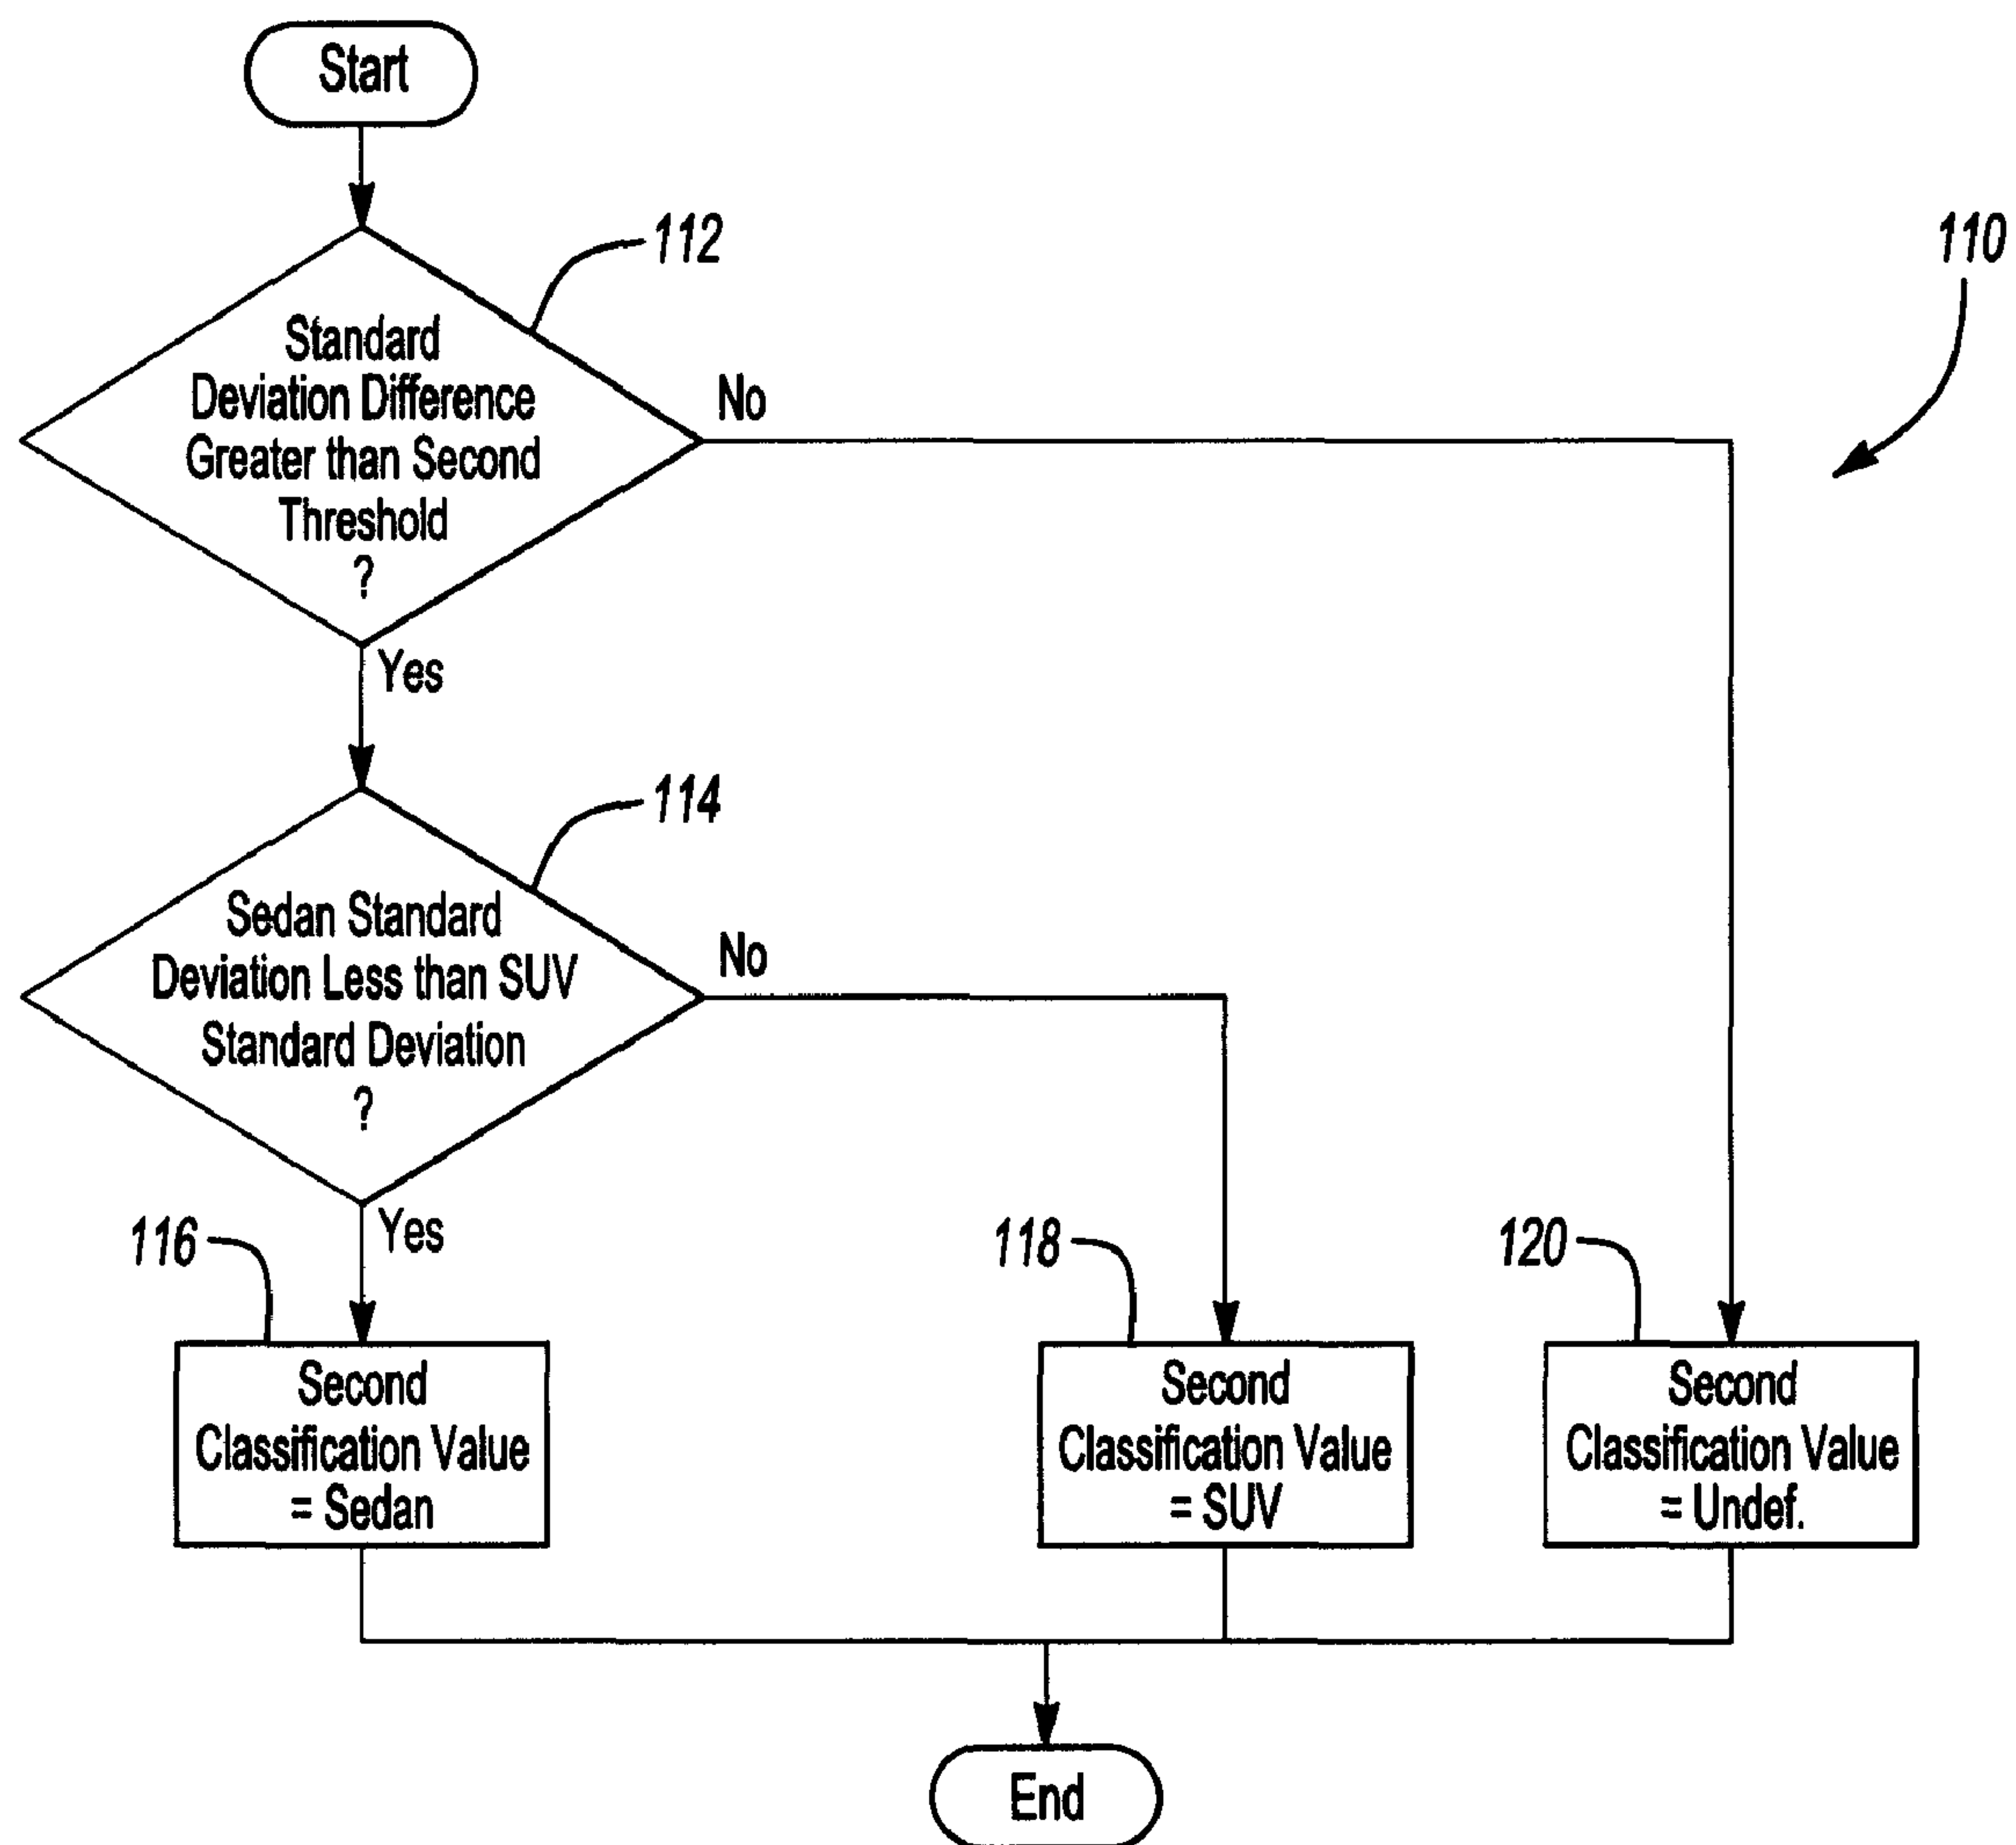 Start
112
110
Standard
Deviation Difference
Greater than Second
Threshold
?
No
Yes
114
Sedan Standard
Deviation Less than SUV
Standard Deviation
?
No
Yes
116
118
120
Second
Classification Value
= Sedan
Second
Classification Value
= SUV
Second
Classification Value
= Undef.
End